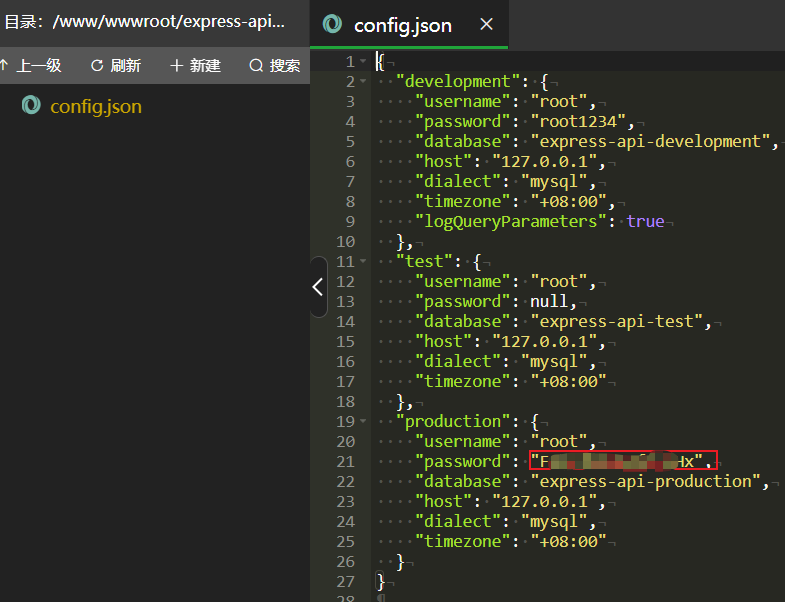 目录：/www/wwwroot/express-api...
config.json
上一级 刷新 新建 搜索
config.json
1 {
2 "development": {
3 "username": "root",
4 "password": "root1234",
5 "database": "express-api-development",
6 "host": "127.0.0.1",
7 "dialect": "mysql",
8 "timezone": "+08:00",
9 "logQueryParameters": true
10 },
11 "test": {
12 "username": "root",
13 "password": null,
14 "database": "express-api-test",
15 "host": "127.0.0.1",
16 "dialect": "mysql",
17 "timezone": "+08:00"
18 },
19 "production": {
20 "username": "root",
21 "password":
22 "database": "express-api-production",
23 "host": "127.0.0.1",
24 "dialect": "mysql",
25 "timezone": "+08:00"
26 }
27 }
28